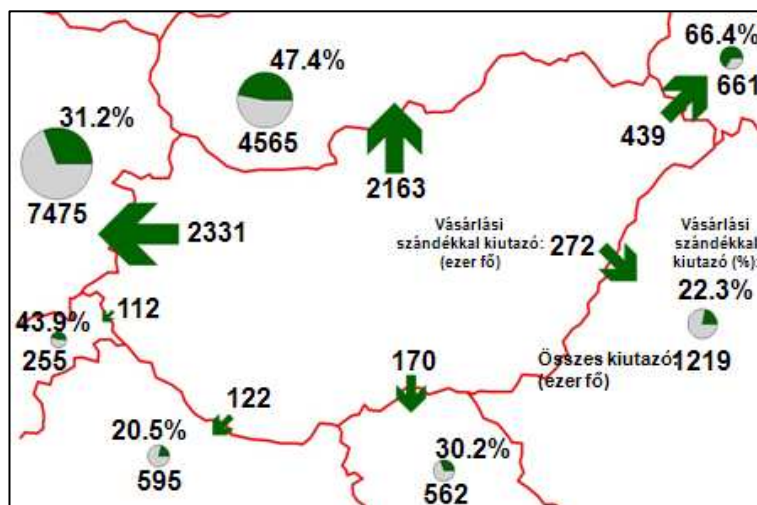 47.4%
66.4%
31.2%
4565
661
439
2163
7475
2331
Vásárlási
szándékkal kiutazó:
(ezer fő)
272
Vásárlási
szándékkal
kiutazó (%):
22.3%
43.9%
112
255
170
Összes kiutazó:
(ezer fő)
1219
122
20.5%
30.2%
595
562